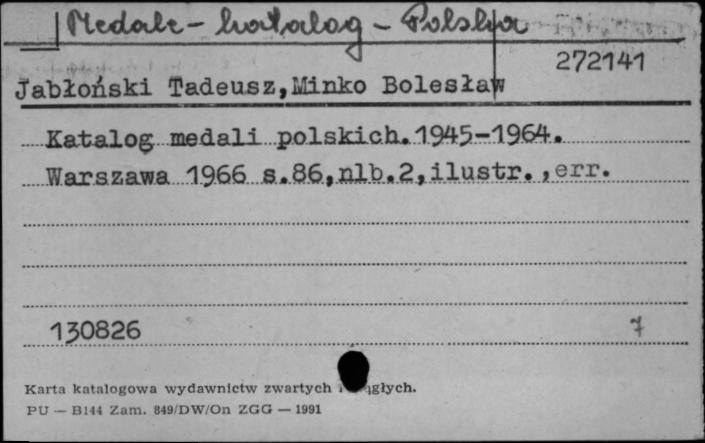 Medale - katalog - Polska
272141
Jabłoński Tadeusz, Minko Bolesław
Katalog medali polskich. 1945-1964.
Warszawa 1966 s.86,nlb.2,ilustr.,err.
130826 7
Karta katalogowa wydawnictw zwartych
PU — B144 Zam. 849/DW/On ZGG — 1991